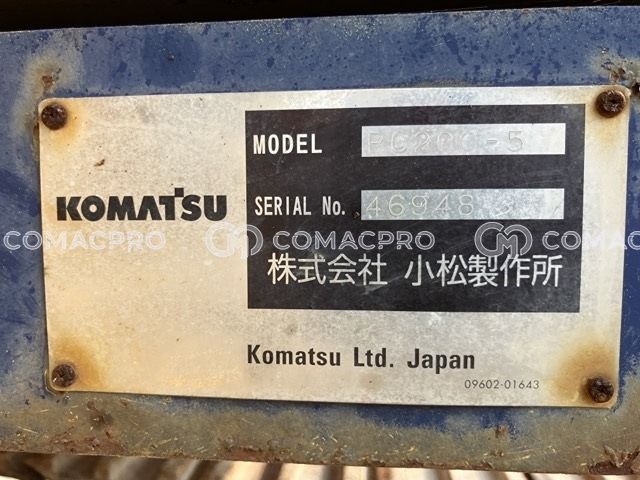 KOMATSU
MODEL PC200-5
SERIAL No. 46948
株式会社 小松製作所
COMACPRO COMACPRO COMACPRO
Komatsu Ltd. Japan
09602-01643